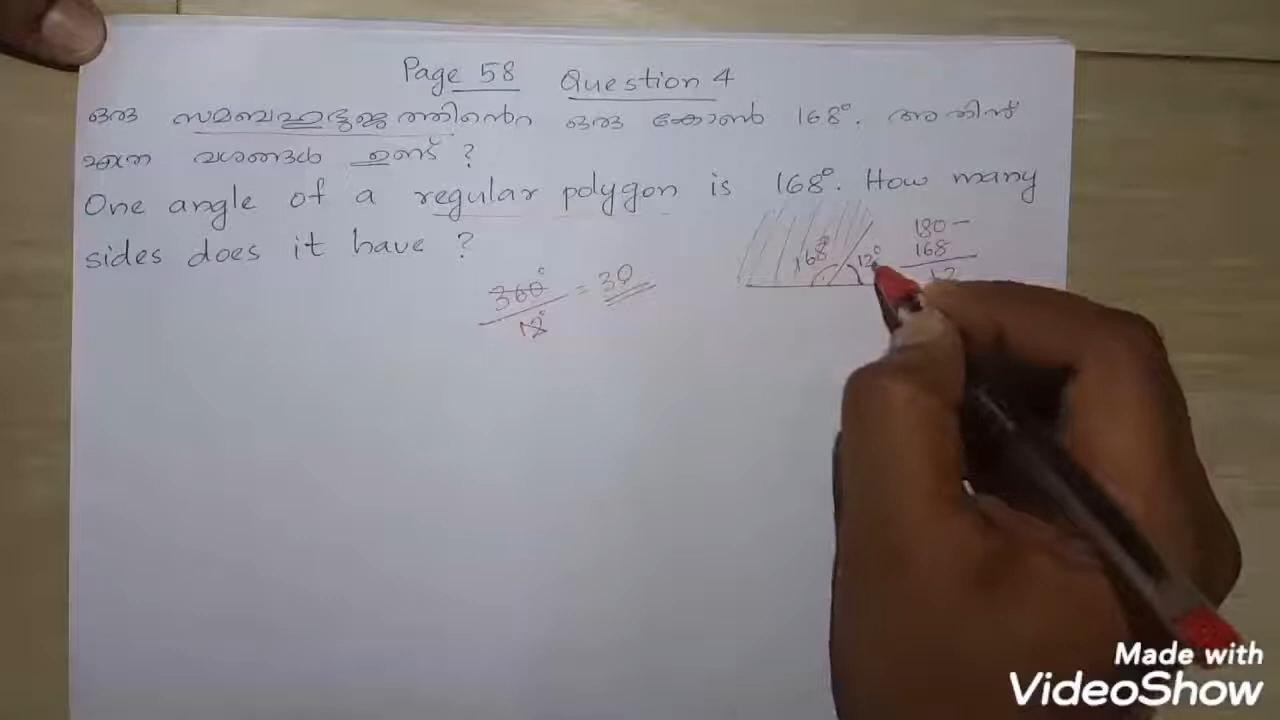 Page 58 Question 4
ഒരു സമബഹുഭുജത്തിന്റെ ഒരു കോൺ 168°. അതിന്
എത്ര വശങ്ങൾ ഉണ്ട് ?
One angle of a regular polygon is 168°. How many
sides does it have ?
360°
12°
= 30
168°
12°
180 –
168
12
Made with
VideoShow